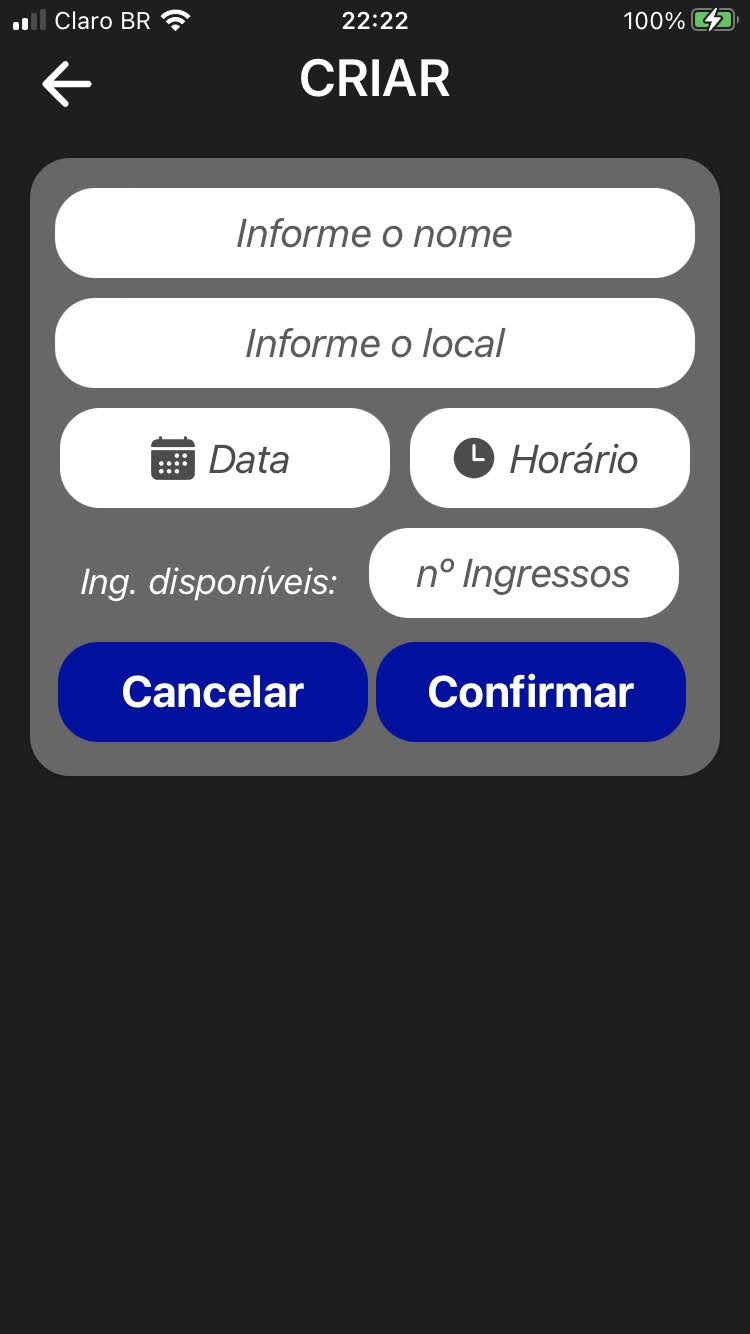 Claro BR 22:22 100%
CRIAR
Informe o nome
Informe o local
Data Horário
Ing. disponíveis: nº Ingressos
Cancelar Confirmar